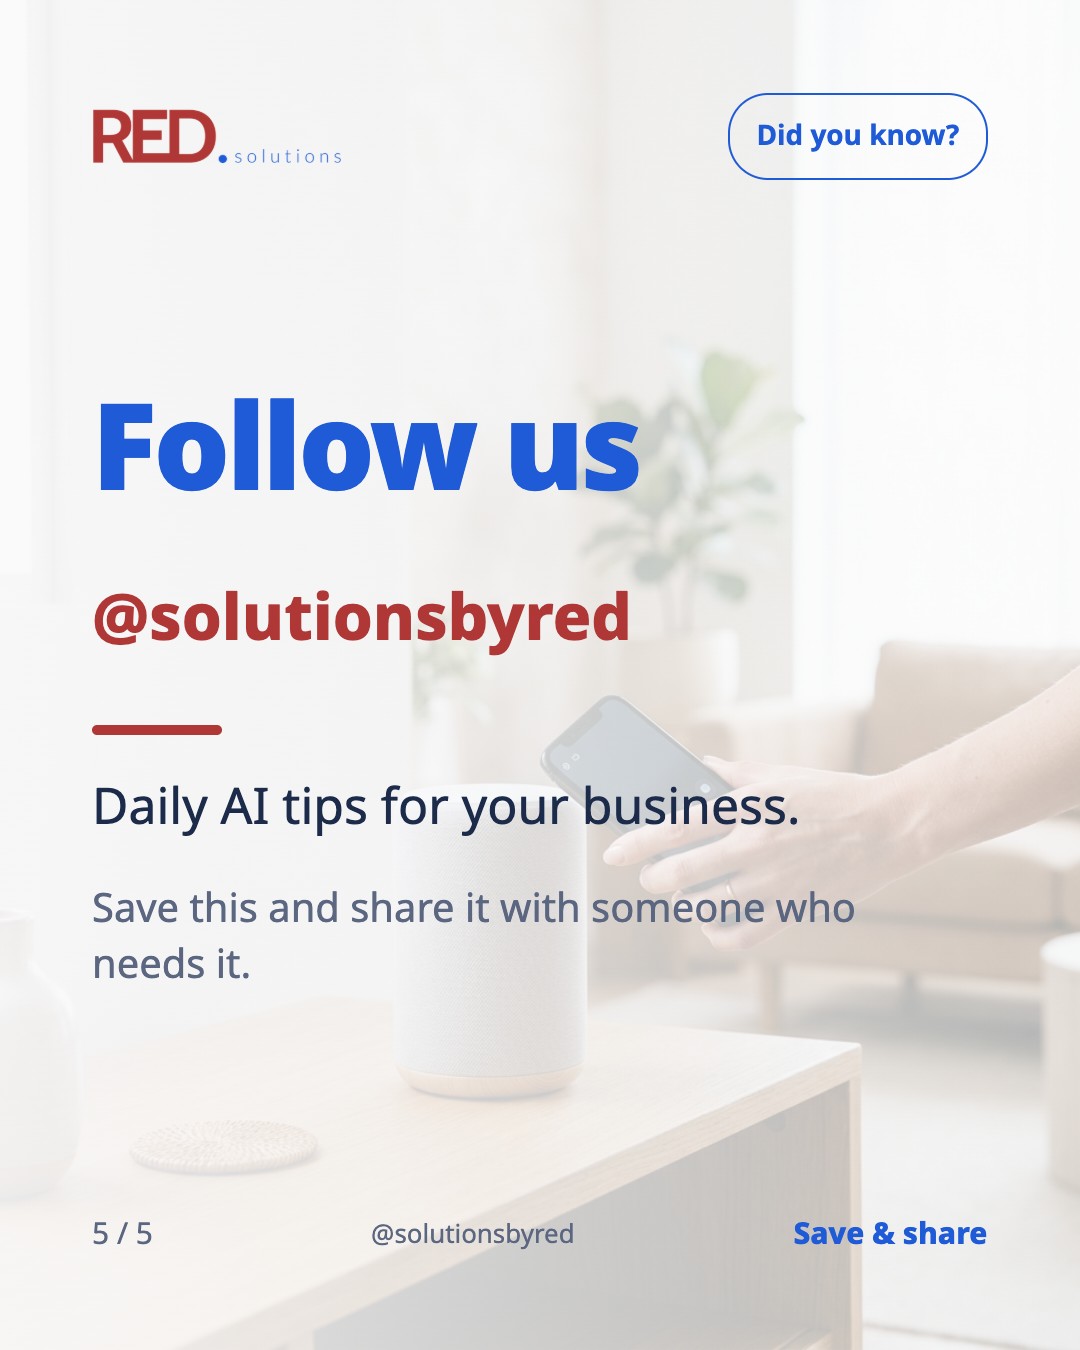 RED.solutions
Did you know?
Follow us
@solutionsbyred
Daily AI tips for your business.
Save this and share it with someone who
needs it.
5 / 5
@solutionsbyred
Save & share